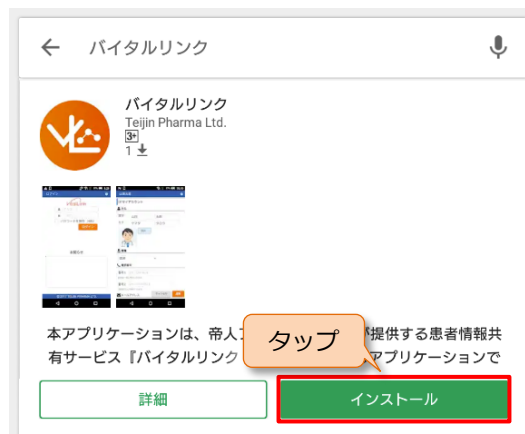 バイタルリンク
バイタルリンク
Teijin Pharma Ltd.
3+
1
本アプリケーションは、帝人
が提供する患者情報共
有サービス『バイタルリンク
アプリケーションで
タップ
詳細
インストール